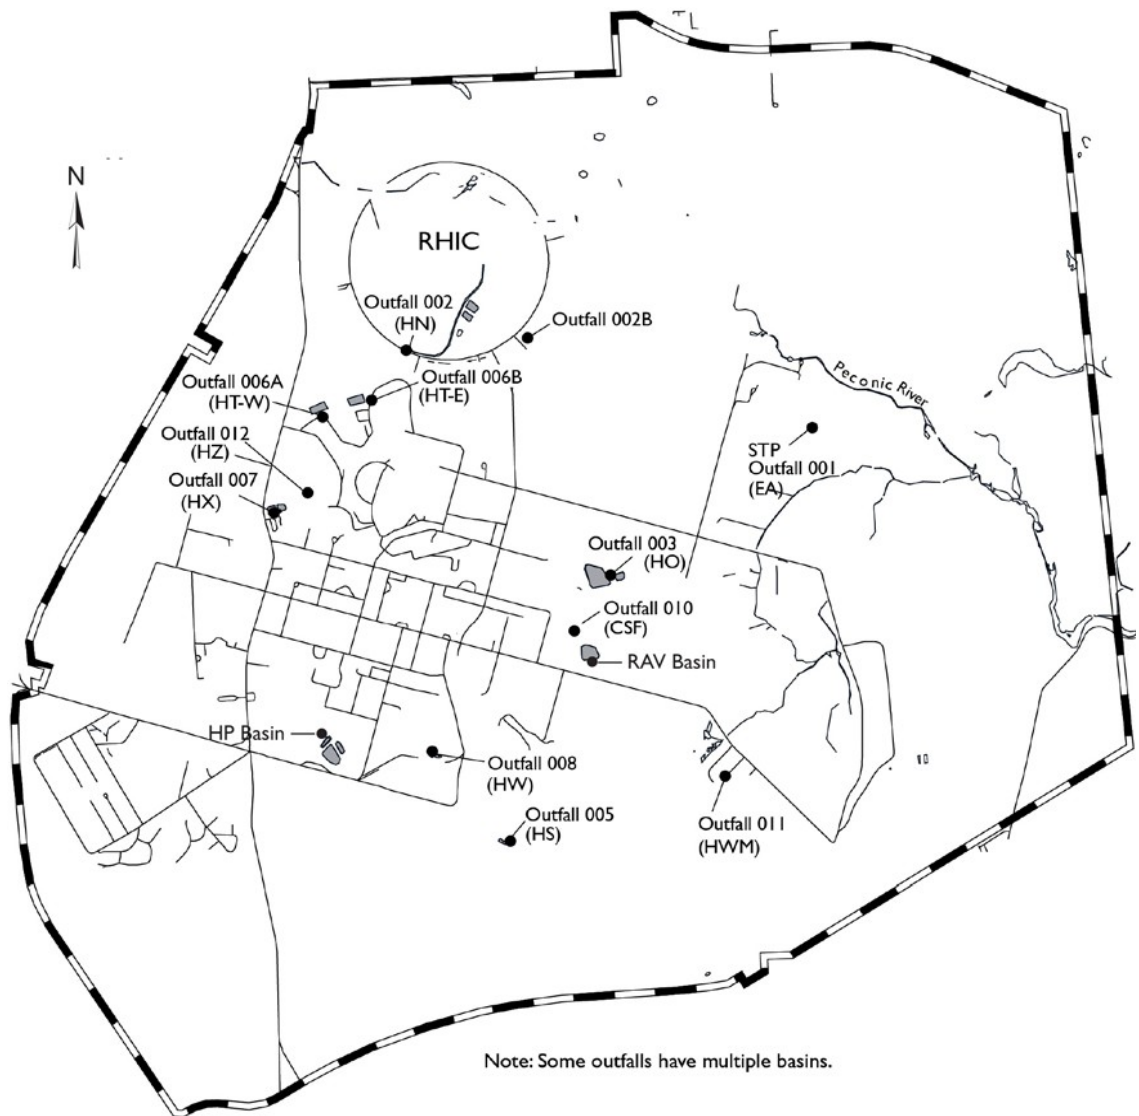 N
RHIC
Outfall 002
(HN)
Outfall 002B
Outfall 006A
(HT-W)
Outfall 006B
(HT-E)
Peconic River
Outfall 012
(HZ)
STP
Outfall 001
(EA)
Outfall 007
(HX)
Outfall 003
(HO)
Outfall 010
(CSF)
RAV Basin
HP Basin
Outfall 008
(HW)
Outfall 005
(HS)
Outfall 011
(HWM)
Note: Some outfalls have multiple basins.